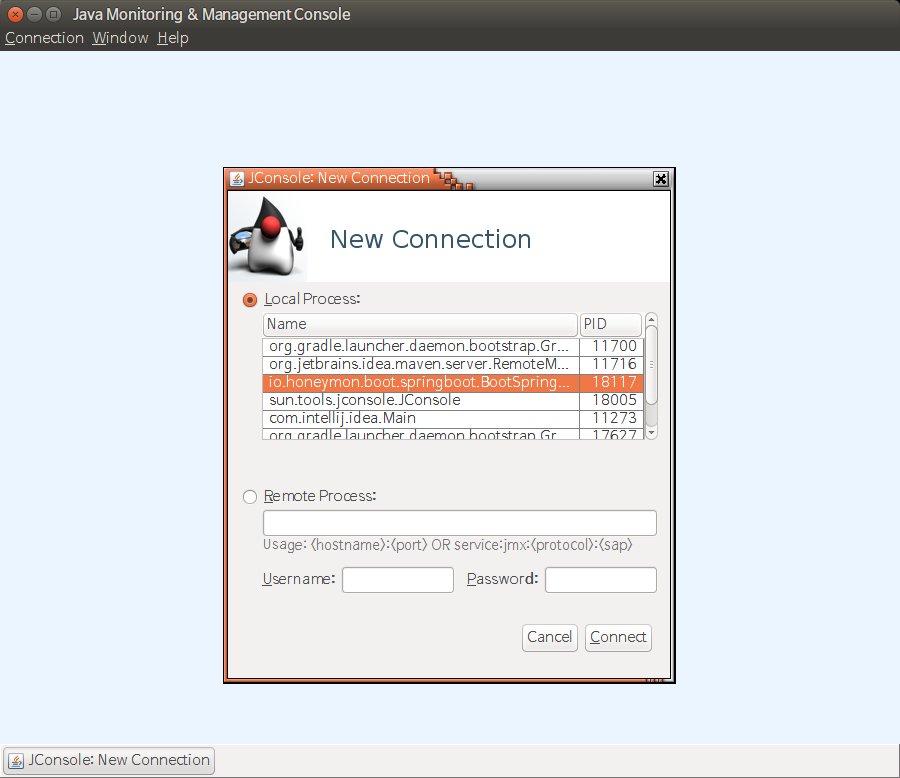 Java Monitoring & Management Console
Connection Window Help
JConsole: New Connection
New Connection
Local Process:
Name PID
org.gradle.launcher.daemon.bootstrap.Gr... 11700
org.jetbrains.idea.maven.server.RemoteM... 11716
io.honeymon.boot.springboot.BootSpring... 18117
sun.tools.jconsole.JConsole 18005
com.intellij.idea.Main 11273
org.gradle.launcher.daemon.bootstrap.Gr... 17627
Remote Process:
Usage: <hostname>:<port> OR service:jmx:<protocol>:<sap>
Username: Password:
Cancel Connect
JConsole: New Connection